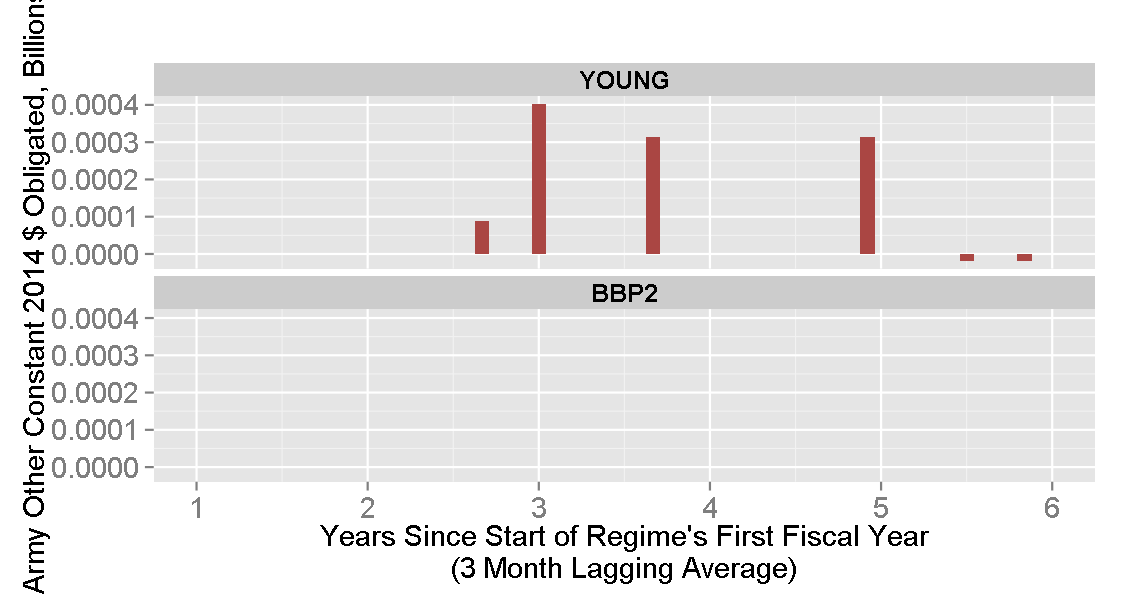 Army Other Constant 2014 $ Obligated, Billions
YOUNG
0.0004
0.0003
0.0002
0.0001
0.0000
BBP2
0.0004
0.0003
0.0002
0.0001
0.0000
1 2 3 4 5 6
Years Since Start of Regime's First Fiscal Year
(3 Month Lagging Average)